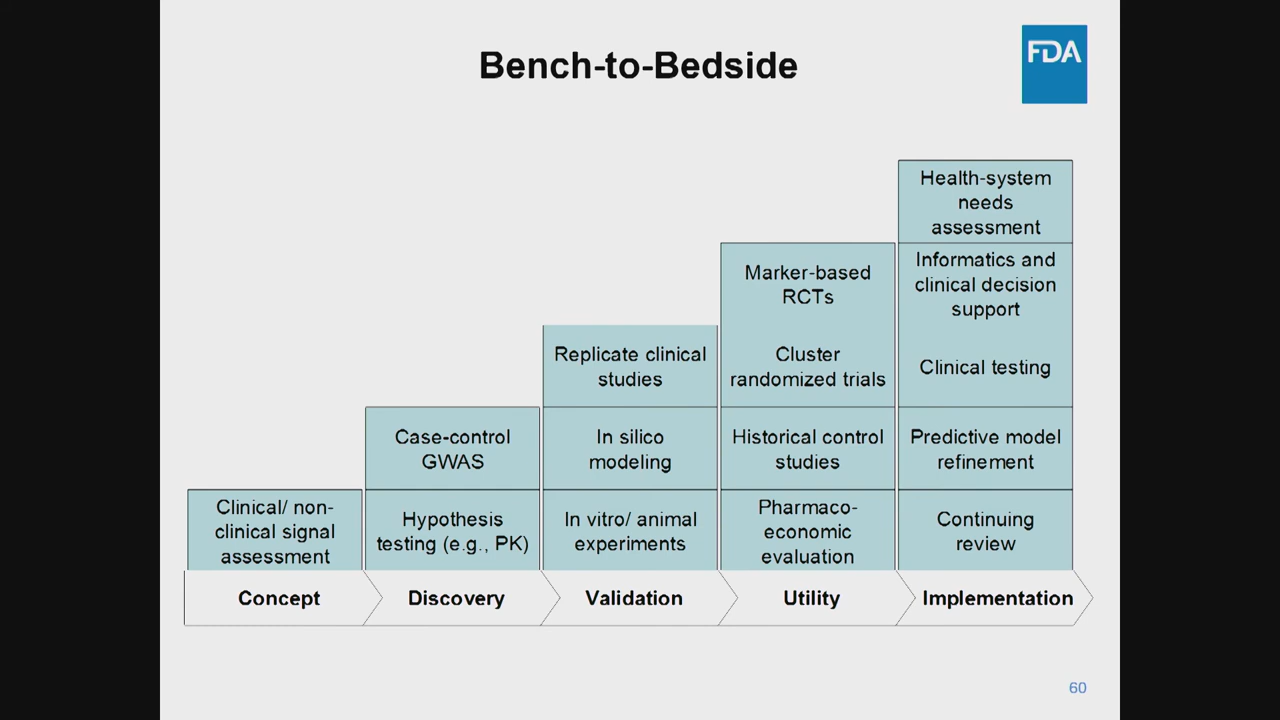 Bench-to-Bedside
FDA
Health-system
needs
assessment
Marker-based
RCTs
Informatics and
clinical decision
support
Replicate clinical
studies
Cluster
randomized trials
Clinical testing
Case-control
GWAS
In silico
modeling
Historical control
studies
Predictive model
refinement
Clinical/ non-
clinical signal
assessment
Hypothesis
testing (e.g., PK)
In vitro/ animal
experiments
Pharmaco-
economic
evaluation
Continuing
review
Concept
Discovery
Validation
Utility
Implementation
60